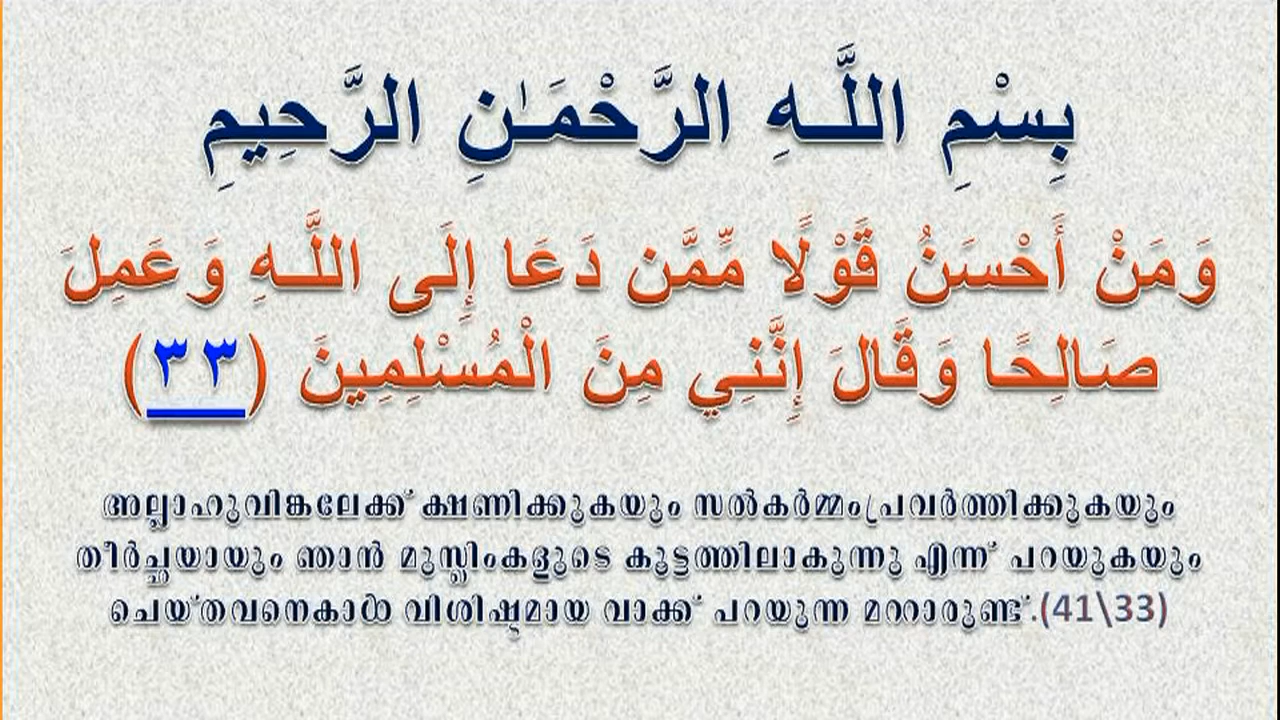 بِسْمِ اللَّـهِ الرَّحْمَـٰنِ الرَّحِيمِ
وَمَنْ أَحْسَنُ قَوْلًا مِّمَّن دَعَا إِلَى اللَّـهِ وَعَمِلَ
صَالِحًا وَقَالَ إِنَّنِي مِنَ الْمُسْلِمِينَ (٣٣)
അല്ലാഹുവിങ്കലേക്ക് ക്ഷണിക്കുകയും സൽകർമ്മംപ്രവർത്തിക്കുകയും
തീർച്ചയായും ഞാൻ മുസ്ലിംകളുടെ കൂട്ടത്തിലാകുന്നു എന്ന് പറയുകയും
ചെയ്തവനെകാൾ വിശിഷ്ടമായ വാക്ക് പറയുന്ന മററാരുണ്ട്.(41\33)